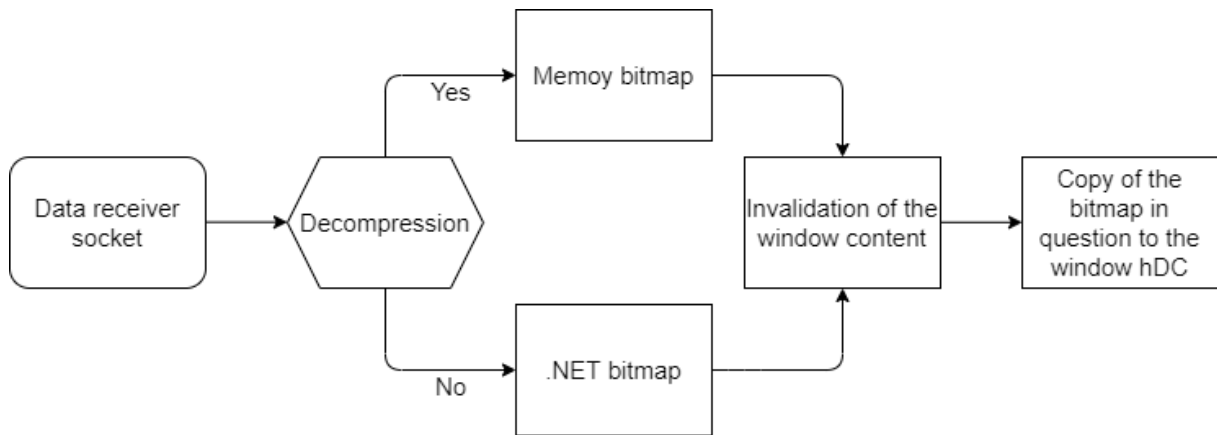 Memoy bitmap
Yes
Data receiver
socket
Decompression
Invalidation of the
window content
Copy of the
bitmap in
question to the
window hDC
No
.NET bitmap